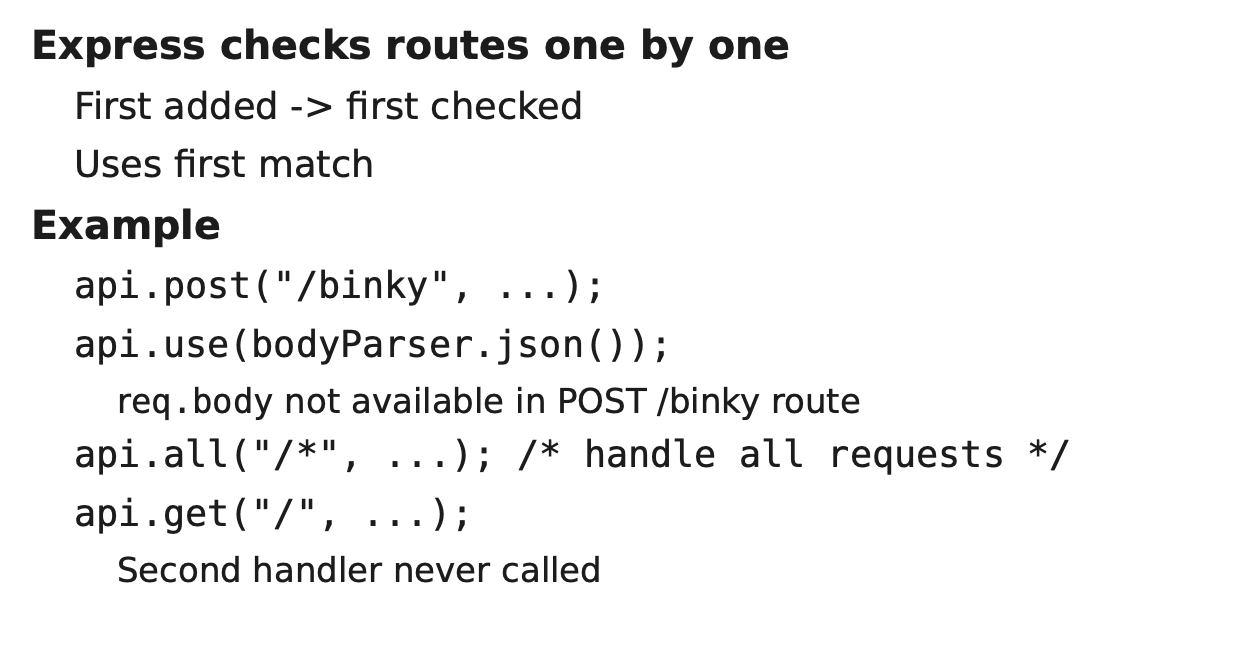 Express checks routes one by one
First added -> first checked
Uses first match
Example
api.post("/binky", ...);
api.use(bodyParser.json());
req.body not available in POST /binky route
api.all("/*", ...); /* handle all requests */
api.get("/", ...);
Second handler never called